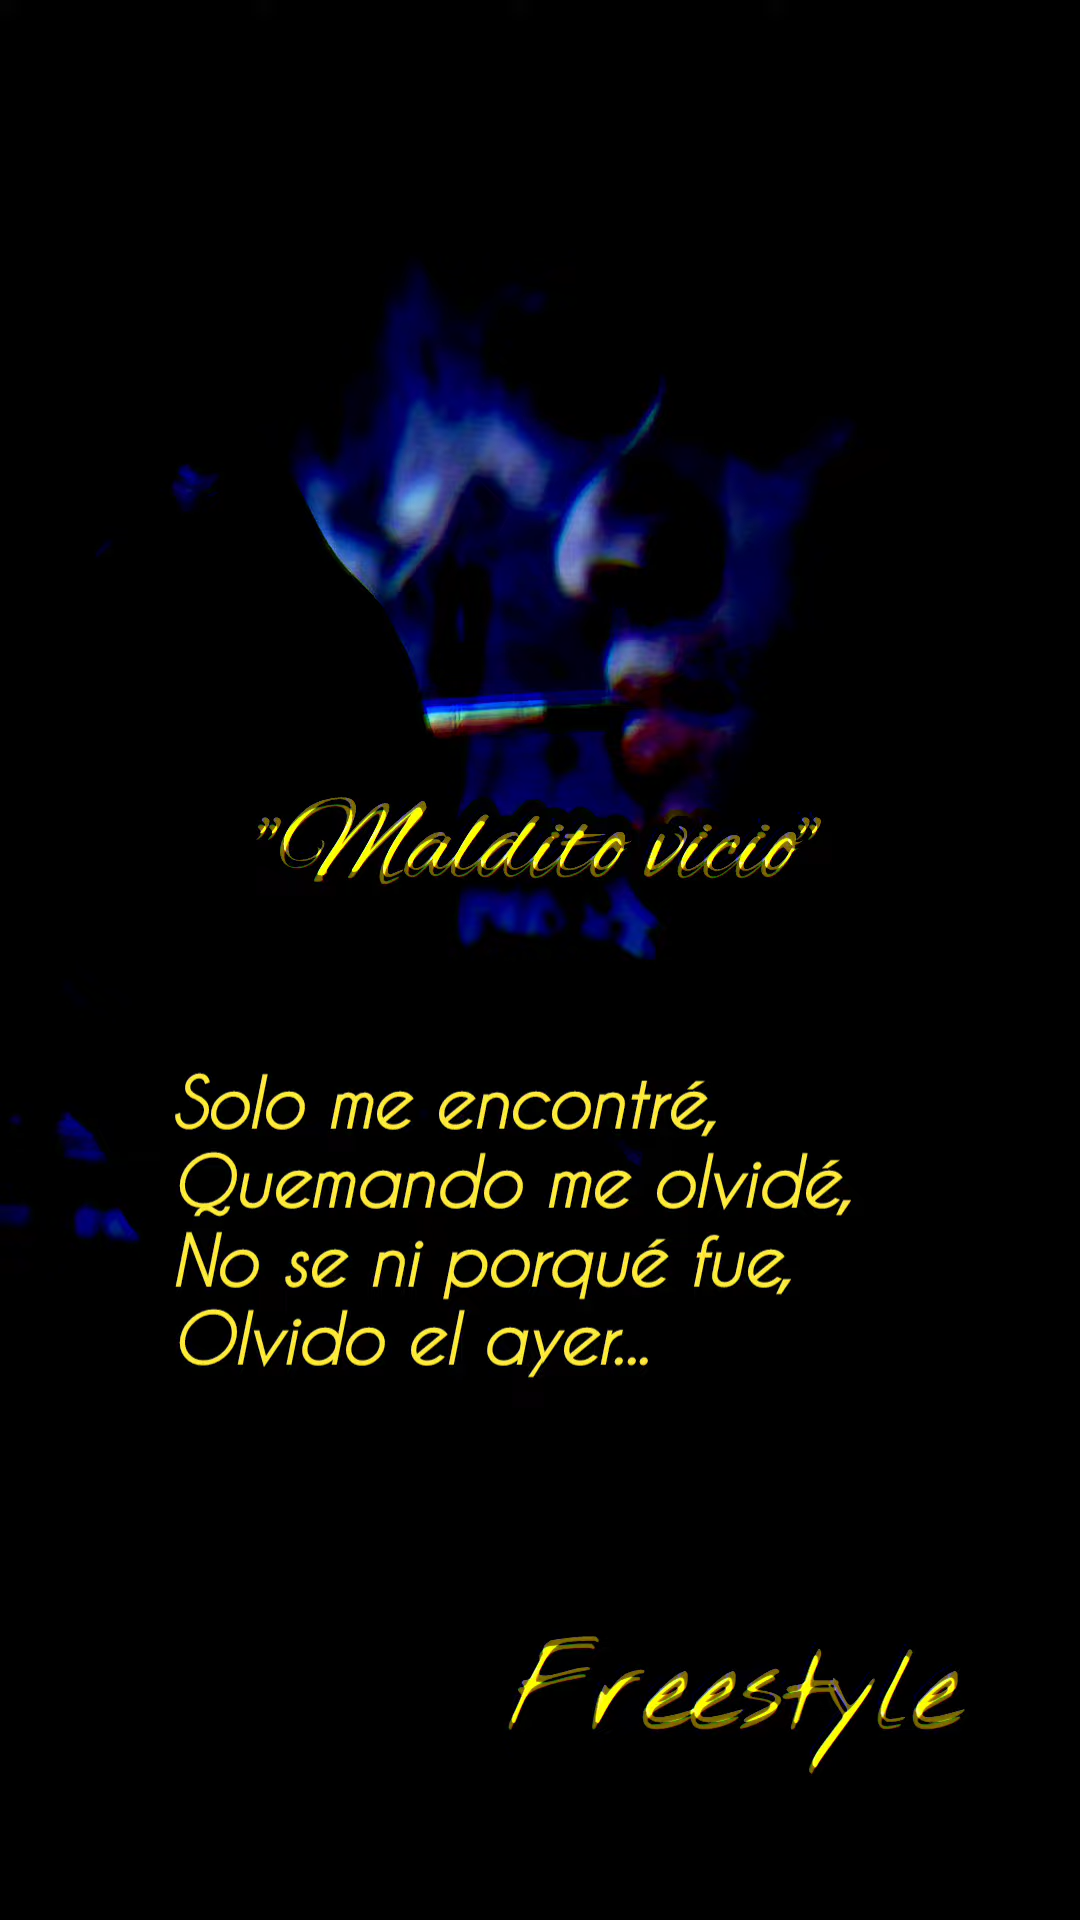 "Maldito vicio"
Solo me encontré,
Quemando me olvidé,
No se ni porqué fue,
Olvido el ayer...
Freestyle